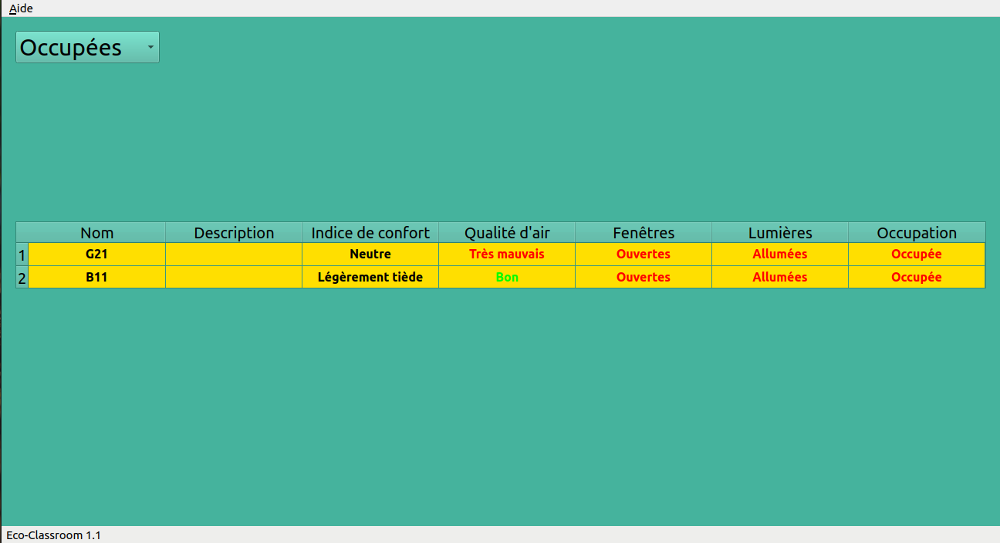 Aide
Occupées
Nom Description Indice de confort Qualité d'air Fenêtres Lumières Occupation
1 G21 Neutre Très mauvais Ouvertes Allumées Occupée
2 B11 Légèrement tiède Bon Ouvertes Allumées Occupée
Eco-Classroom 1.1